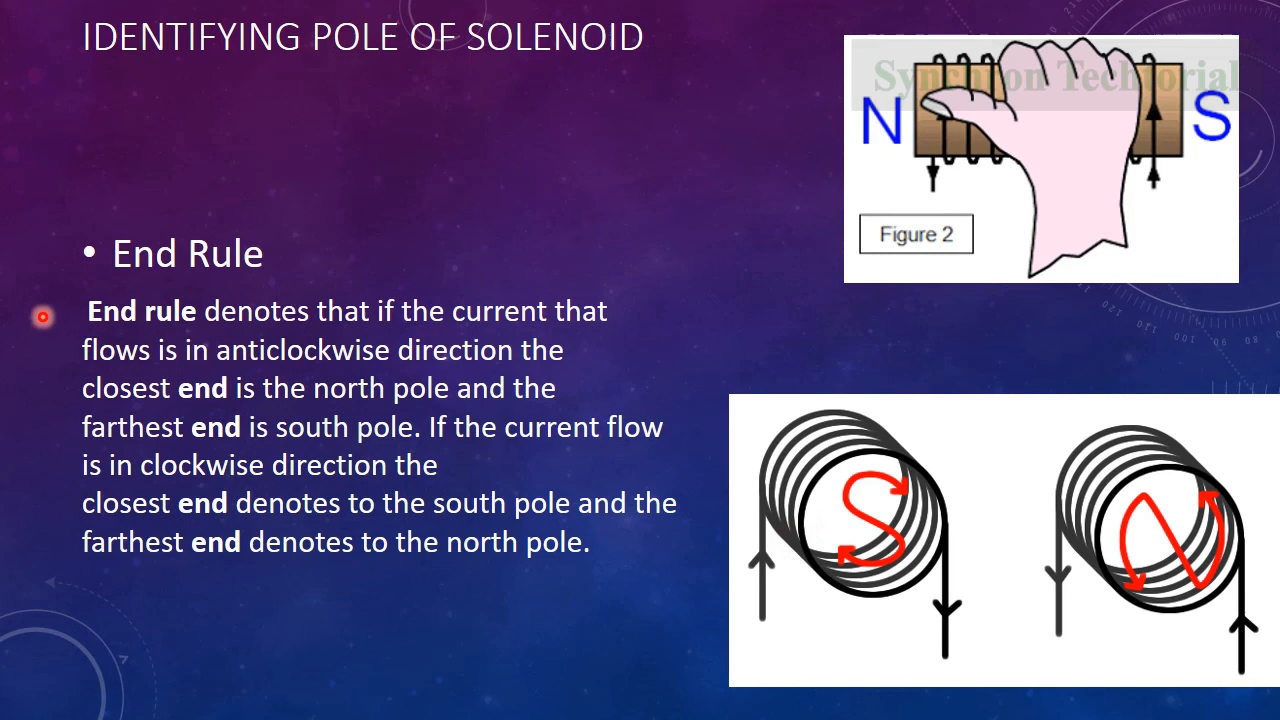 IDENTIFYING POLE OF SOLENOID
Synchron Techtorial
N
S
Figure 2
• End Rule
End rule denotes that if the current that
flows is in anticlockwise direction the
closest end is the north pole and the
farthest end is south pole. If the current flow
is in clockwise direction the
closest end denotes to the south pole and the
farthest end denotes to the north pole.
S
N